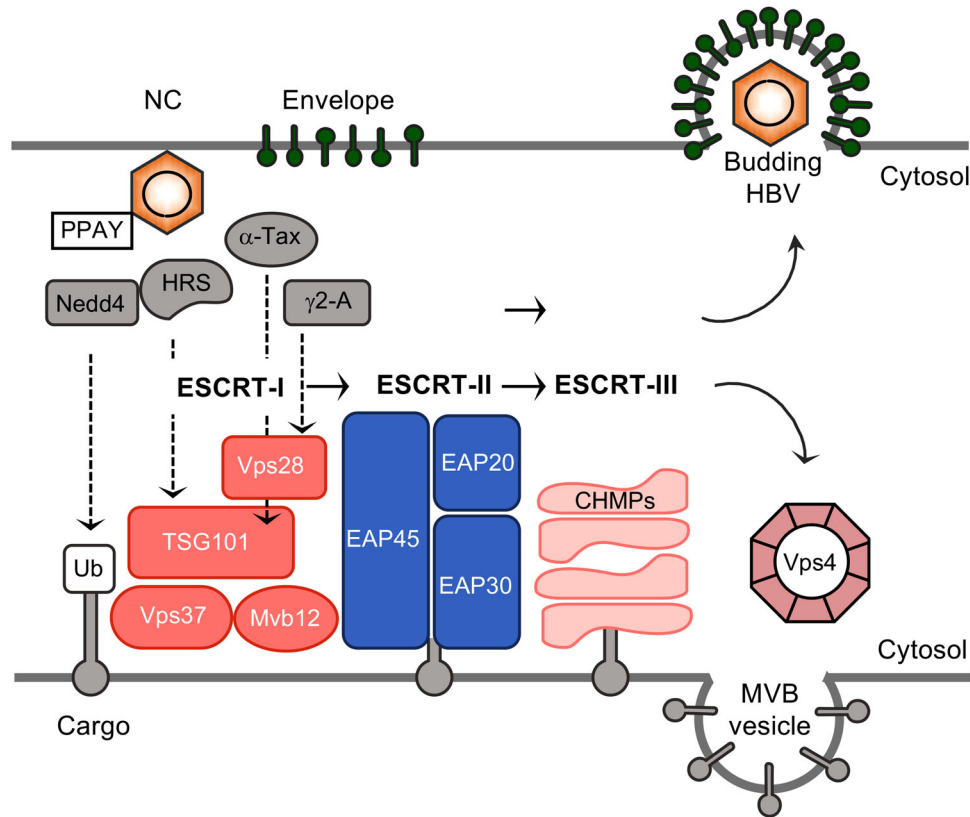 NC
Envelope
Budding
HBV
Cytosol
PPAY
α-Tax
HRS
Nedd4
γ2-A
ESCRT-I
ESCRT-II
ESCRT-III
Vps28
EAP20
CHMPs
TSG101
EAP45
Ub
Vps4
EAP30
Vps37
Mvb12
Cytosol
Cargo
MVB
vesicle